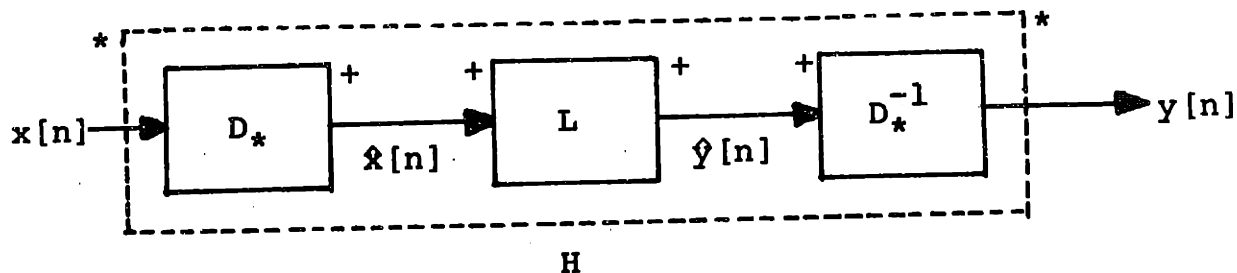 * *
+ + + +
x[n] D* L D*^-1 y[n]
x̂[n] ŷ[n]
H